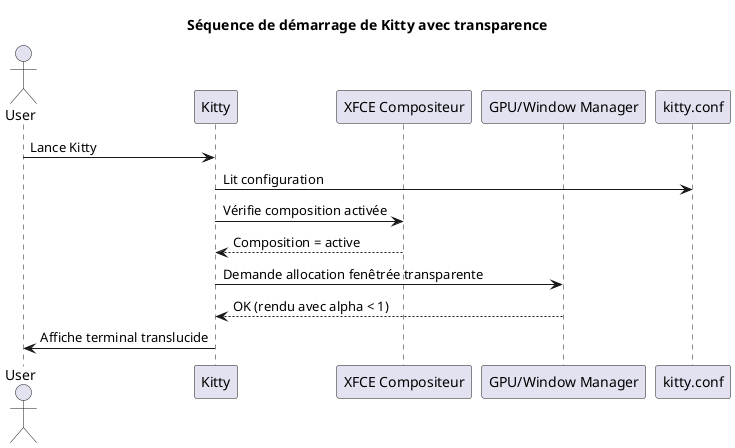 Séquence de démarrage de Kitty avec transparence
User
Kitty
XFCE Compositeur
GPU/Window Manager
kitty.conf
Lance Kitty
Lit configuration
Vérifie composition activée
Composition = active
Demande allocation fenêtrée transparente
OK (rendu avec alpha < 1)
Affiche terminal translucide
User
Kitty
XFCE Compositeur
GPU/Window Manager
kitty.conf